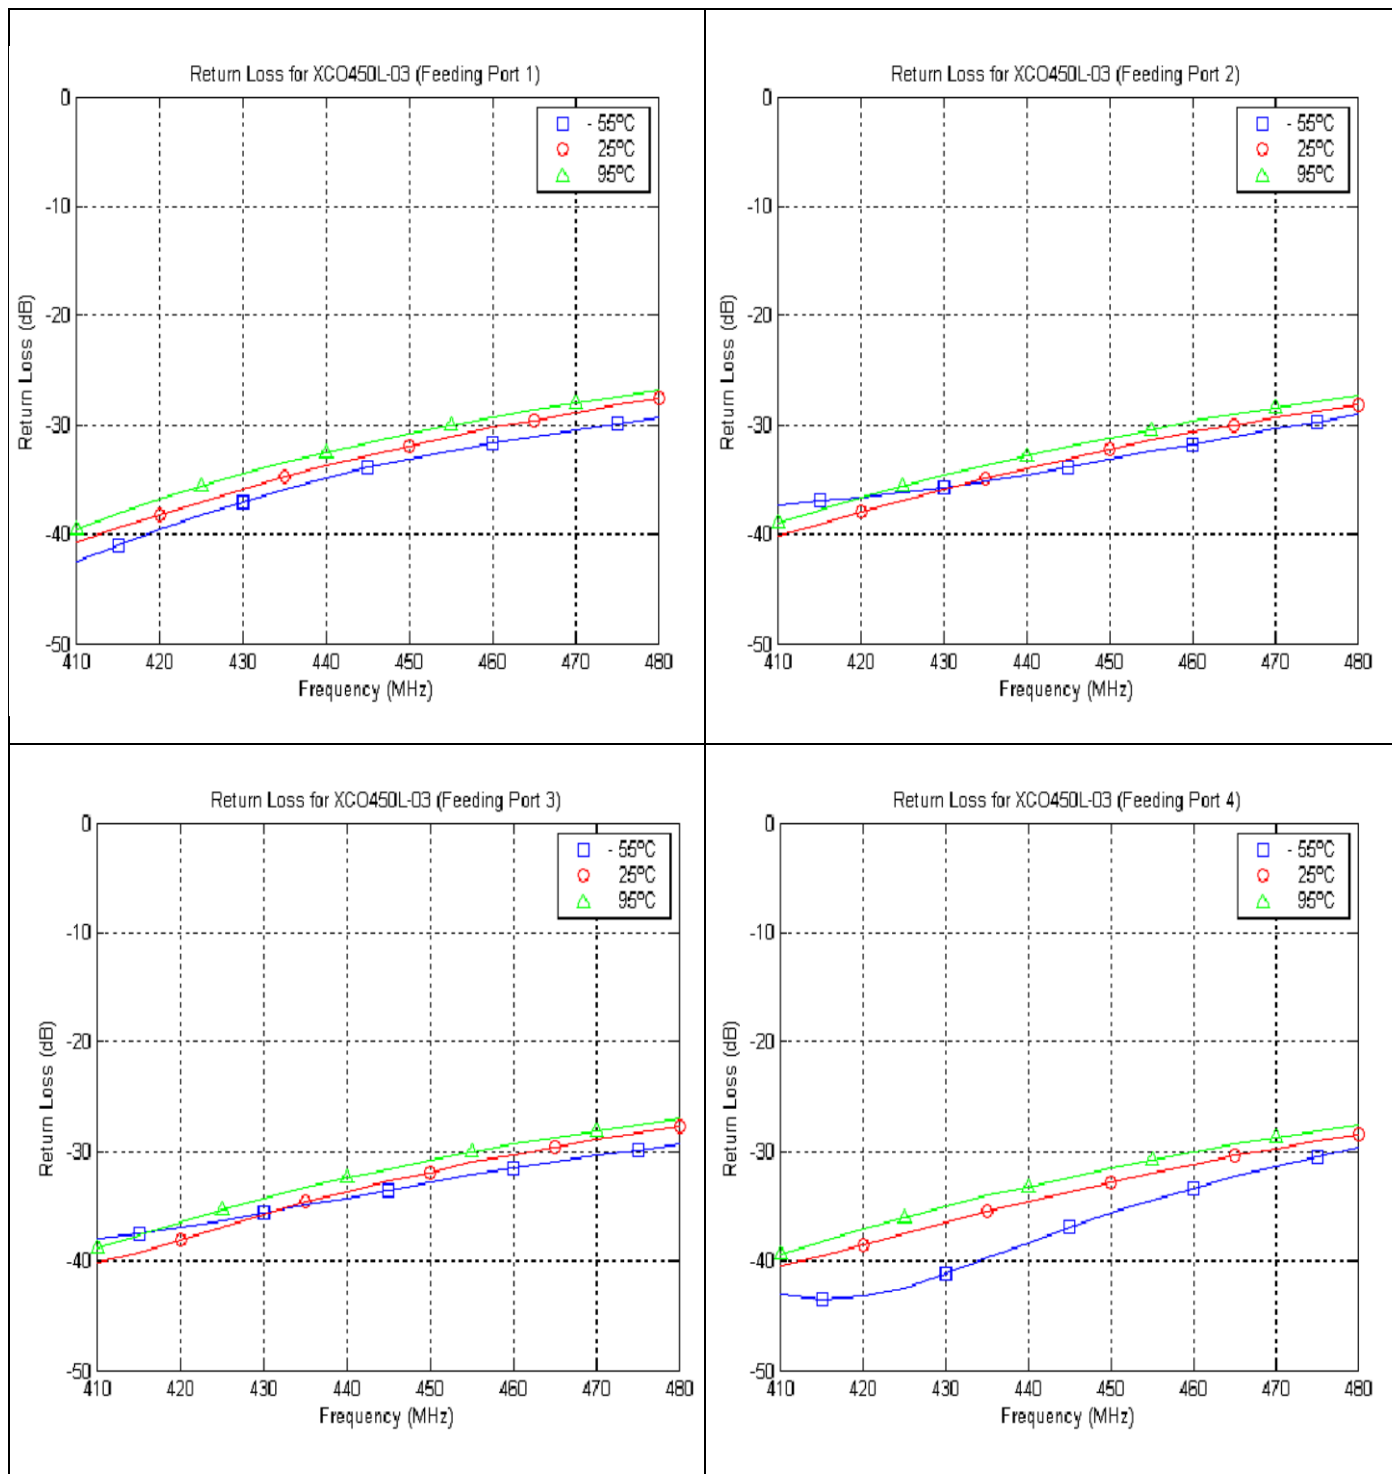 Return Loss for XCO450L-03 (Feeding Port 1)
- 55ºC
25ºC
95ºC
0
-10
-20
-30
-40
-50
Return Loss (dB)
410 420 430 440 450 460 470 480
Frequency (MHz)
Return Loss for XCO450L-03 (Feeding Port 2)
- 55ºC
25ºC
95ºC
0
-10
-20
-30
-40
-50
Return Loss (dB)
410 420 430 440 450 460 470 480
Frequency (MHz)
Return Loss for XCO450L-03 (Feeding Port 3)
- 55ºC
25ºC
95ºC
0
-10
-20
-30
-40
-50
Return Loss (dB)
410 420 430 440 450 460 470 480
Frequency (MHz)
Return Loss for XCO450L-03 (Feeding Port 4)
- 55ºC
25ºC
95ºC
0
-10
-20
-30
-40
-50
Return Loss (dB)
410 420 430 440 450 460 470 480
Frequency (MHz)